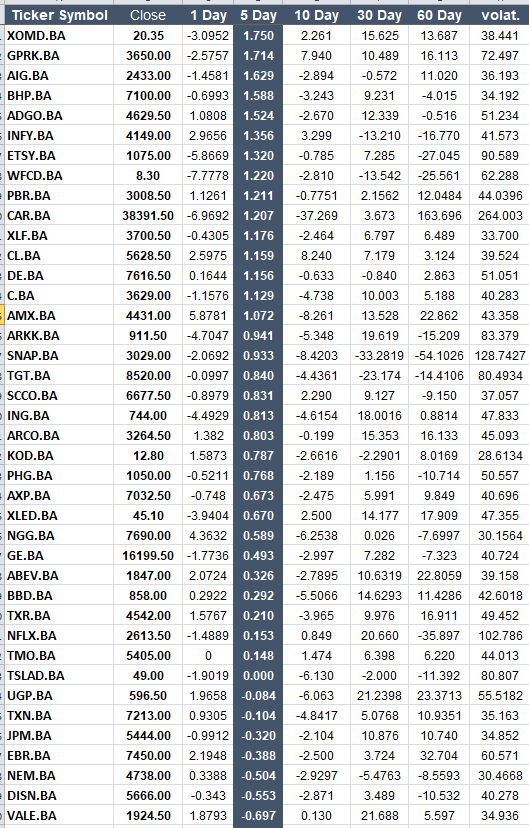 Ticker Symbol Close 1 Day 5 Day 10 Day 30 Day 60 Day volat.
XOMD.BA 20.35 -3.0952 1.750 2.261 15.625 13.687 38.441
GPRK.BA 3650.00 -2.5757 1.714 7.940 10.489 16.113 72.497
AIG.BA 2433.00 -1.4581 1.629 -2.894 -0.572 11.020 36.193
BHP.BA 7100.00 -0.6993 1.588 -3.243 9.231 -4.015 34.192
ADGO.BA 4629.50 1.0808 1.524 -2.670 12.339 -0.516 51.234
INFY.BA 4149.00 2.9656 1.356 3.299 -13.210 -16.770 41.573
ETSY.BA 1075.00 -5.8669 1.320 -0.785 7.285 -27.045 90.589
WFCD.BA 8.30 -7.7778 1.220 -2.810 -13.542 -25.561 62.288
PBR.BA 3008.50 1.1261 1.211 -0.7751 2.1562 12.0484 44.0396
CAR.BA 38391.50 -6.9692 1.207 -37.269 3.673 163.696 264.003
XLF.BA 3700.50 -0.4305 1.176 -2.464 6.797 6.489 33.700
CL.BA 5628.50 2.5975 1.159 8.240 7.179 3.124 39.524
DE.BA 7616.50 0.1644 1.156 -0.633 -0.840 2.863 51.051
C.BA 3629.00 -1.1576 1.129 -4.738 10.003 5.188 40.283
AMX.BA 4431.00 5.8781 1.072 -8.261 13.528 22.862 43.358
ARKK.BA 911.50 -4.7047 0.941 -5.348 19.619 -15.209 83.379
SNAP.BA 3029.00 -2.0692 0.933 -8.4203 -33.2819 -54.1026 128.7427
TGT.BA 8520.00 -0.0997 0.840 -4.4361 -23.174 -14.4106 80.4934
SCCO.BA 6677.50 -0.8979 0.831 2.290 9.127 -9.150 37.057
ING.BA 744.00 -4.4929 0.813 -4.6154 18.0016 0.8814 47.833
ARCO.BA 3264.50 1.382 0.803 -0.199 15.353 16.133 45.093
KOD.BA 12.80 1.5873 0.787 -2.6616 -2.2901 8.0169 28.6134
PHG.BA 1050.00 -0.5211 0.768 -2.189 1.156 -10.714 50.557
AXP.BA 7032.50 -0.748 0.673 -2.475 5.991 9.849 40.696
XLED.BA 45.10 -3.9404 0.670 2.500 14.177 17.909 47.355
NGG.BA 7690.00 4.3632 0.589 -6.2538 0.026 -7.6997 30.1564
GE.BA 16199.50 -1.7736 0.493 -2.997 7.282 -7.323 40.724
ABEV.BA 1847.00 2.0724 0.326 -2.7895 10.6319 22.8059 39.158
BBD.BA 858.00 0.2922 0.292 -5.5066 14.6293 11.4286 42.6018
TXR.BA 4542.00 1.5767 0.210 -3.965 9.976 16.911 49.452
NFLX.BA 2613.50 -1.4889 0.153 0.849 20.660 -35.897 102.786
TMO.BA 5405.00 0 0.148 1.474 6.398 6.220 44.013
TSLAD.BA 49.00 -1.9019 0.000 -6.130 -2.000 -11.392 80.807
UGP.BA 596.50 1.9658 -0.084 -6.063 21.2398 23.3713 55.5182
TXN.BA 7213.00 0.9305 -0.104 -4.8417 5.0768 10.9351 35.163
JPM.BA 5444.00 -0.9912 -0.320 -2.104 10.876 10.740 34.852
EBR.BA 7450.00 2.1948 -0.388 -2.500 3.724 32.704 60.571
NEM.BA 4738.00 0.3388 -0.504 -2.9297 -5.4763 -8.5593 30.4668
DISN.BA 5666.00 -0.343 -0.553 -2.871 3.489 -10.532 40.278
VALE.BA 1924.50 1.8793 -0.697 0.130 21.688 5.597 34.936